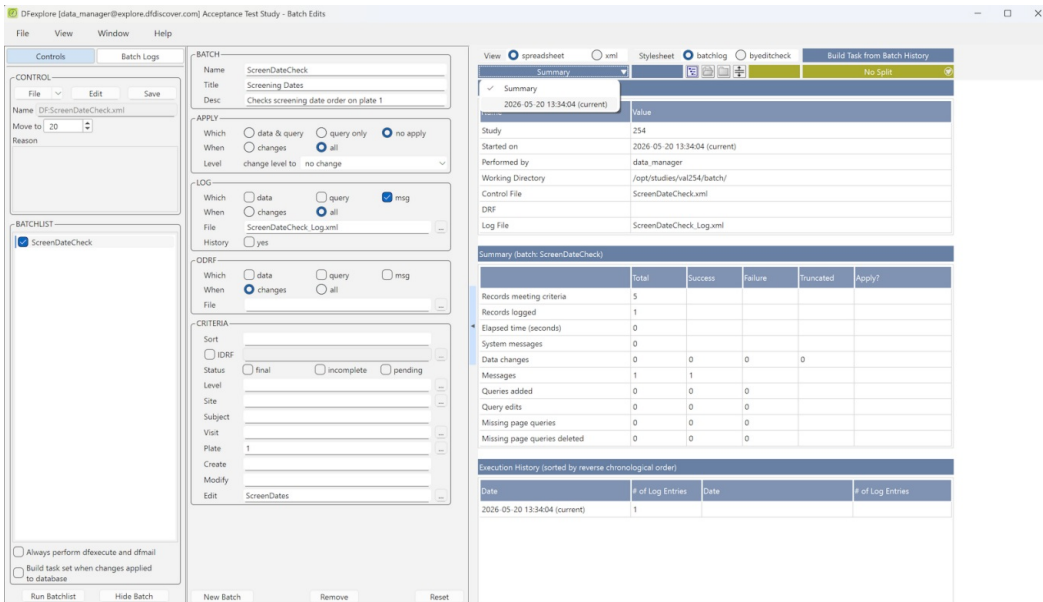 DFexplore [data_manager@explore.dfdiscover.com] Acceptance Test Study - Batch Edits
File View Window Help
Controls Batch Logs
CONTROL
File Edit Save
Name DF:ScreenDateCheck.xml
Move to 20
Reason
BATCHLIST
ScreenDateCheck
Always perform dfexecute and dfmail
Build task set when changes applied
to database
Run Batchlist Hide Batch
BATCH
Name ScreenDateCheck
Title Screening Dates
Desc Checks screening date order on plate 1
APPLY
Which data & query query only no apply
When changes all
Level change level to no change
LOG
Which data query msg
When changes all
File ScreenDateCheck_Log.xml ...
History yes
ODRF
Which data query msg
When changes all
File ...
CRITERIA
Sort
IDRF ...
Status final incomplete pending
Level ...
Site ...
Subject
Visit ...
Plate 1 ...
Create
Modify
Edit ScreenDates ...
New Batch Remove Reset
View spreadsheet xml Stylesheet batchlog byeditcheck Build Task from Batch History
Summary No Split
Summary
2026-05-20 13:34:04 (current)
Value
Study 254
Started on 2026-05-20 13:34:04 (current)
Performed by data_manager
Working Directory /opt/studies/val254/batch/
Control File ScreenDateCheck.xml
DRF
Log File ScreenDateCheck_Log.xml
Summary (batch: ScreenDateCheck)
Total Success Failure Truncated Apply?
Records meeting criteria 5
Records logged 1
Elapsed time (seconds) 0
System messages 0
Data changes 0 0 0 0
Messages 1 1
Queries added 0 0 0
Query edits 0 0 0
Missing page queries 0 0 0
Missing page queries deleted 0 0 0
Execution History (sorted by reverse chronological order)
Date # of Log Entries Date # of Log Entries
2026-05-20 13:34:04 (current) 1